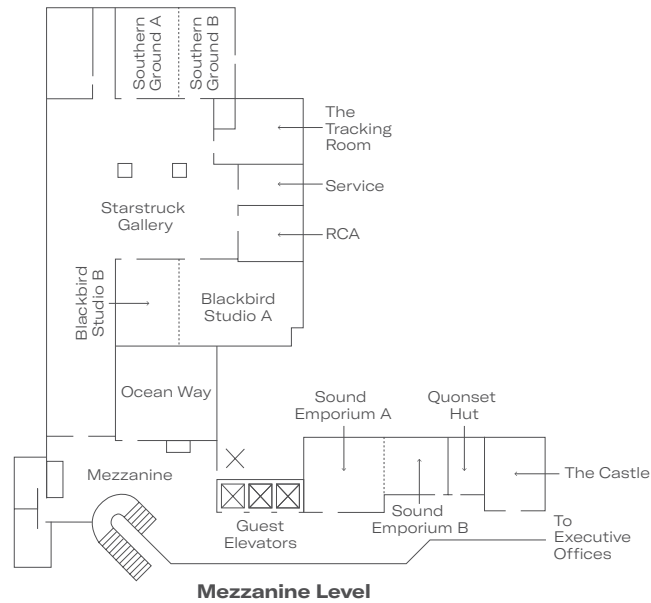 Southern
Ground A
Southern
Ground B
The
Tracking
Room
Service
Starstruck
Gallery
RCA
Blackbird
Studio B
Blackbird
Studio A
Ocean Way
Sound
Emporium A
Quonset
Hut
Mezzanine
The Castle
Guest
Elevators
Sound
Emporium B
To
Executive
Offices
Mezzanine Level